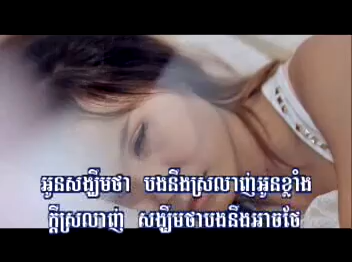 អូនសង្ឃឹមថា បងនឹងស្រលាញ់អូនខ្លាំង
ក្ដីស្រលាញ់ សង្ឃឹមថាបងនឹងអាចថែ